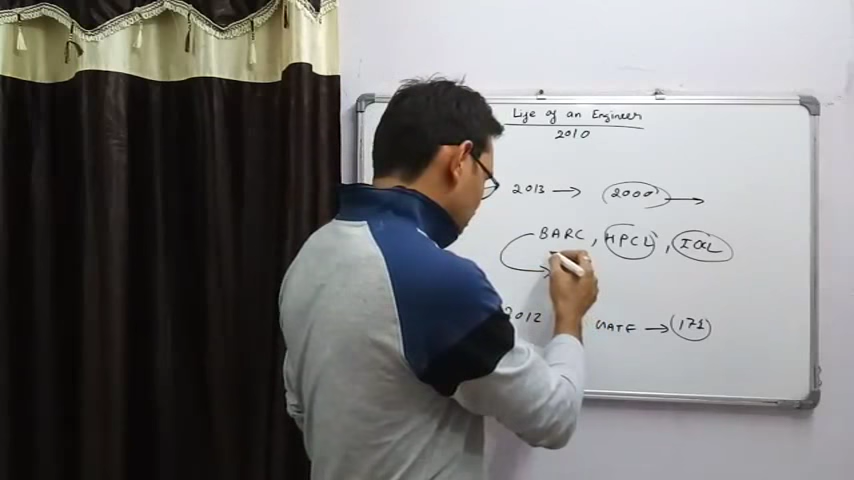 Life of an Engineer
2010
2013 → 2000
BARC, HPCL, IOCL
2012 GATE → 171